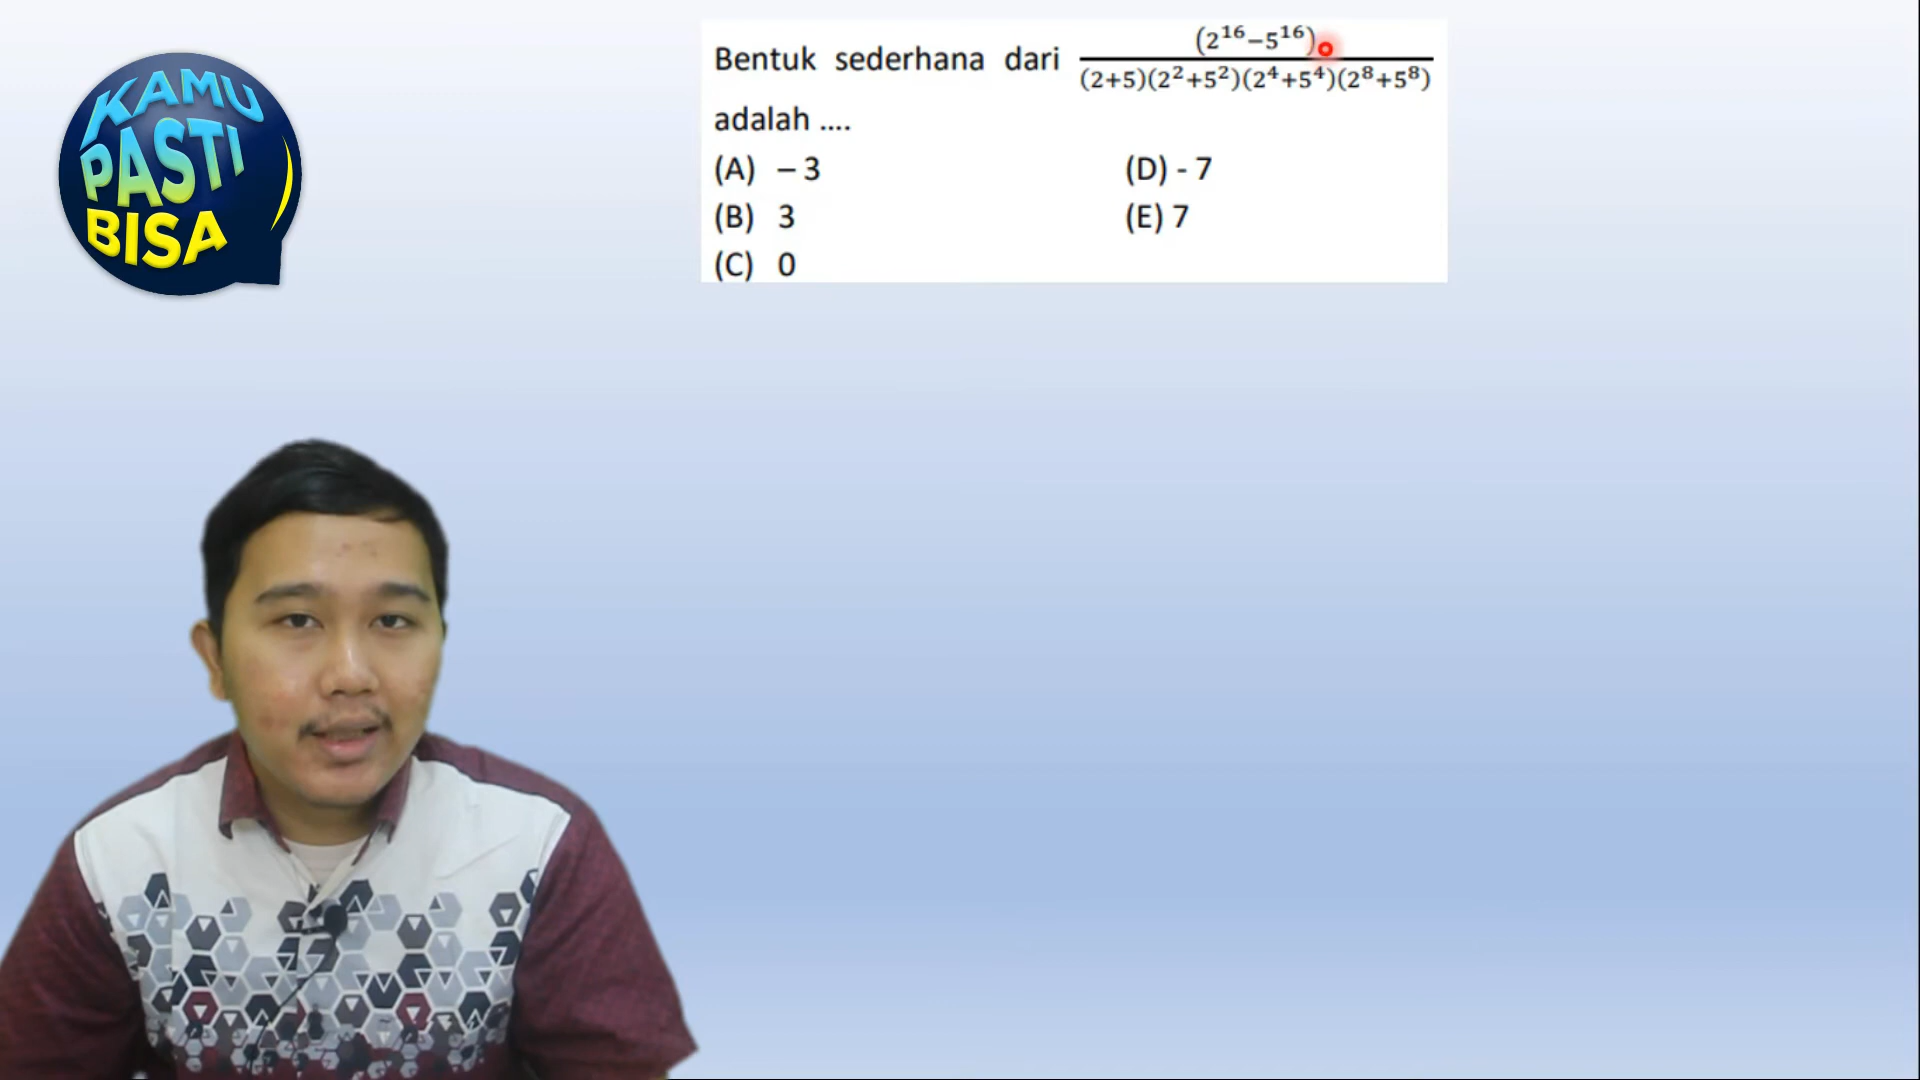 KAMU
PASTI
BISA
Bentuk sederhana dari (2¹⁶−5¹⁶) / (2+5)(2²+5²)(2⁴+5⁴)(2⁸+5⁸)
adalah ....
(A) – 3 (D) - 7
(B) 3 (E) 7
(C) 0